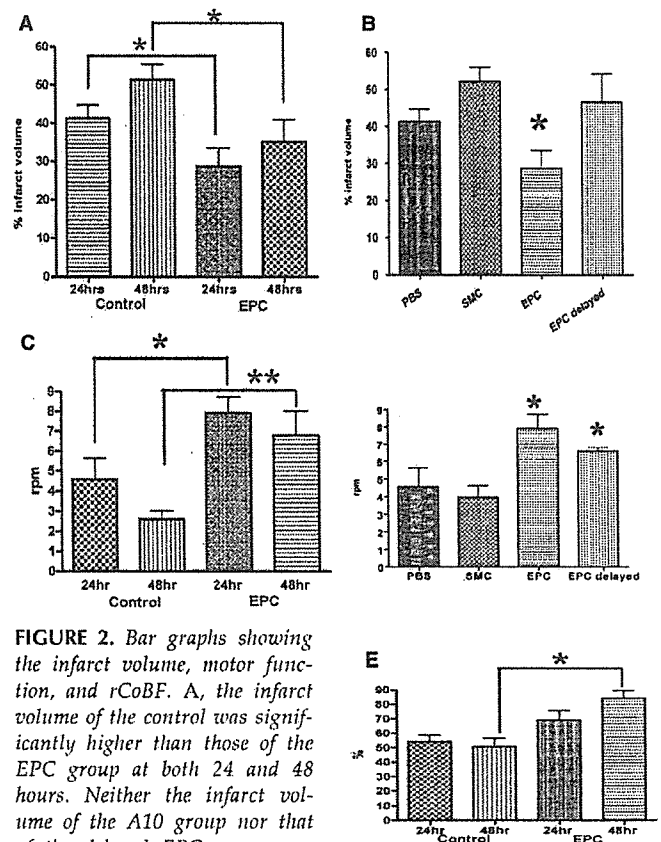 A
*
*
60
50
40
30
20
10
0
% infarct volume
24hrs 48hrs 24hrs 48hrs
Control EPC
B
60
50
40
30
20
10
0
% infarct volume
*
PBS SMC EPC EPC delayed
C
*
**
9
8
7
6
5
4
3
2
1
0
rpm
24hr 48hr 24hr 48hr
Control EPC
9
8
7
6
5
4
3
2
1
0
rpm
*
*
PBS .SMC EPC EPC delayed
FIGURE 2. Bar graphs showing
the infarct volume, motor func-
tion, and rCoBF. A, the infarct
volume of the control was signif-
icantly higher than those of the
EPC group at both 24 and 48
hours. Neither the infarct vol-
ume of the A10 group nor that
E
*
90
80
70
60
50
40
30
20
10
0
%
24hr 48hr 24hr 48hr
Control EPC